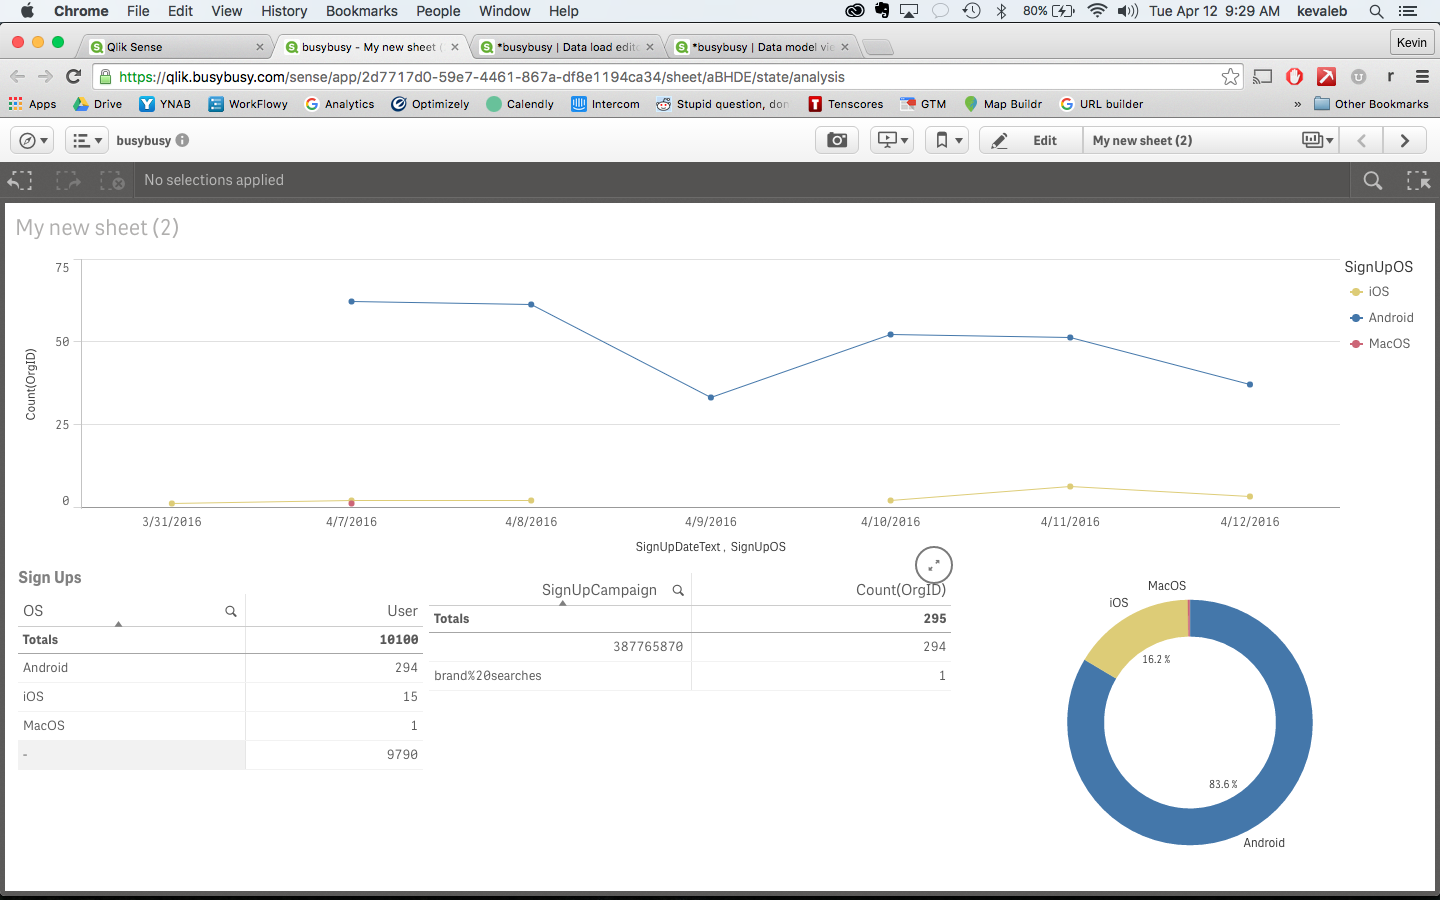 Chrome File Edit View History Bookmarks People Window Help 80% Tue Apr 12 9:29 AM kevaleb
Qlik Sense busybusy - My new sheet ( *busybusy | Data load edit *busybusy | Data model vie Kevin
https://qlik.busybusy.com/sense/app/2d7717d0-59e7-4461-867a-df8e1194ca34/sheet/aBHDE/state/analysis
Apps Drive YNAB WorkFlowy Analytics Optimizely Calendly Intercom Stupid question, don Tenscores GTM Map Buildr URL builder » Other Bookmarks
busybusy Edit My new sheet (2)
No selections applied
My new sheet (2)
75
50
25
0
Count(OrgID)
3/31/2016 4/7/2016 4/8/2016 4/9/2016 4/10/2016 4/11/2016 4/12/2016
SignUpDateText , SignUpOS
SignUpOS
iOS
Android
MacOS
Sign Ups
OS User
Totals 10100
Android 294
iOS 15
MacOS 1
- 9790
SignUpCampaign Count(OrgID)
Totals 295
387765870 294
brand%20searches 1
MacOS
iOS
16.2 %
83.6 %
Android